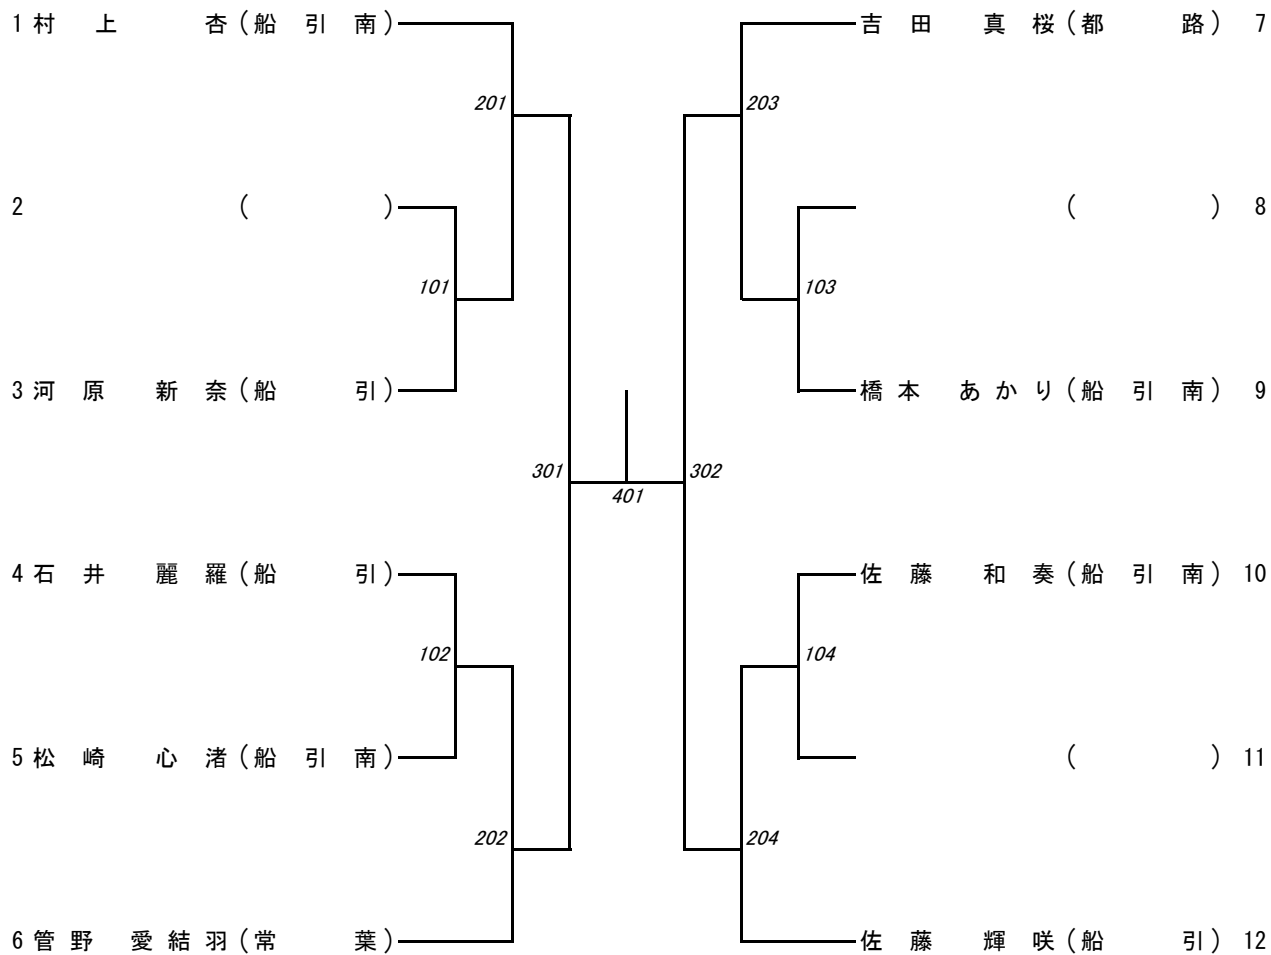 1 村上 杏 (船引南)
201
2 ( )
101
3 河原 新奈 (船引)
301
4 石井 麗羅 (船引)
102
5 松崎 心渚 (船引南)
202
6 管野 愛結羽 (常葉)
401
吉田 真桜 (都路) 7
203
( ) 8
103
橋本 あかり (船引南) 9
302
佐藤 和奏 (船引南) 10
104
( ) 11
204
佐藤 輝咲 (船引) 12